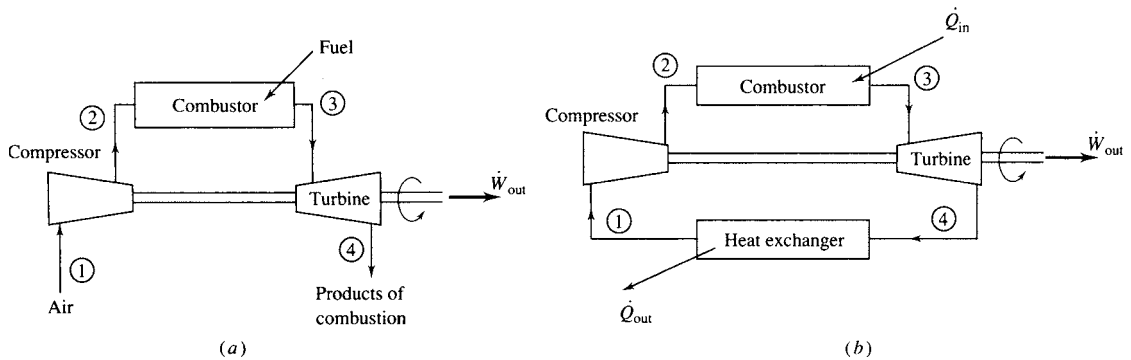 Fuel
Combustor
②
③
Compressor
Turbine
Ẇout
①
④
Air
Products of
combustion
(a)
Q̇in
②
Combustor
③
Compressor
Turbine
Ẇout
①
④
Heat exchanger
Q̇out
(b)